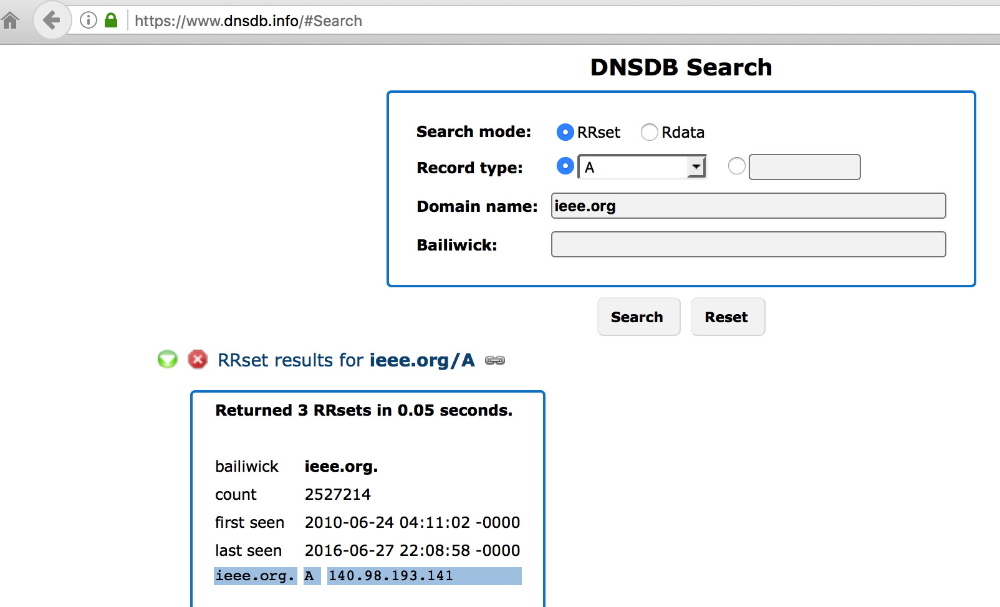 https://www.dnsdb.info/#Search
DNSDB Search
Search mode: RRset Rdata
Record type: A
Domain name: ieee.org
Bailiwick:
Search Reset
RRset results for ieee.org/A
Returned 3 RRsets in 0.05 seconds.
bailiwick ieee.org.
count 2527214
first seen 2010-06-24 04:11:02 -0000
last seen 2016-06-27 22:08:58 -0000
ieee.org. A 140.98.193.141